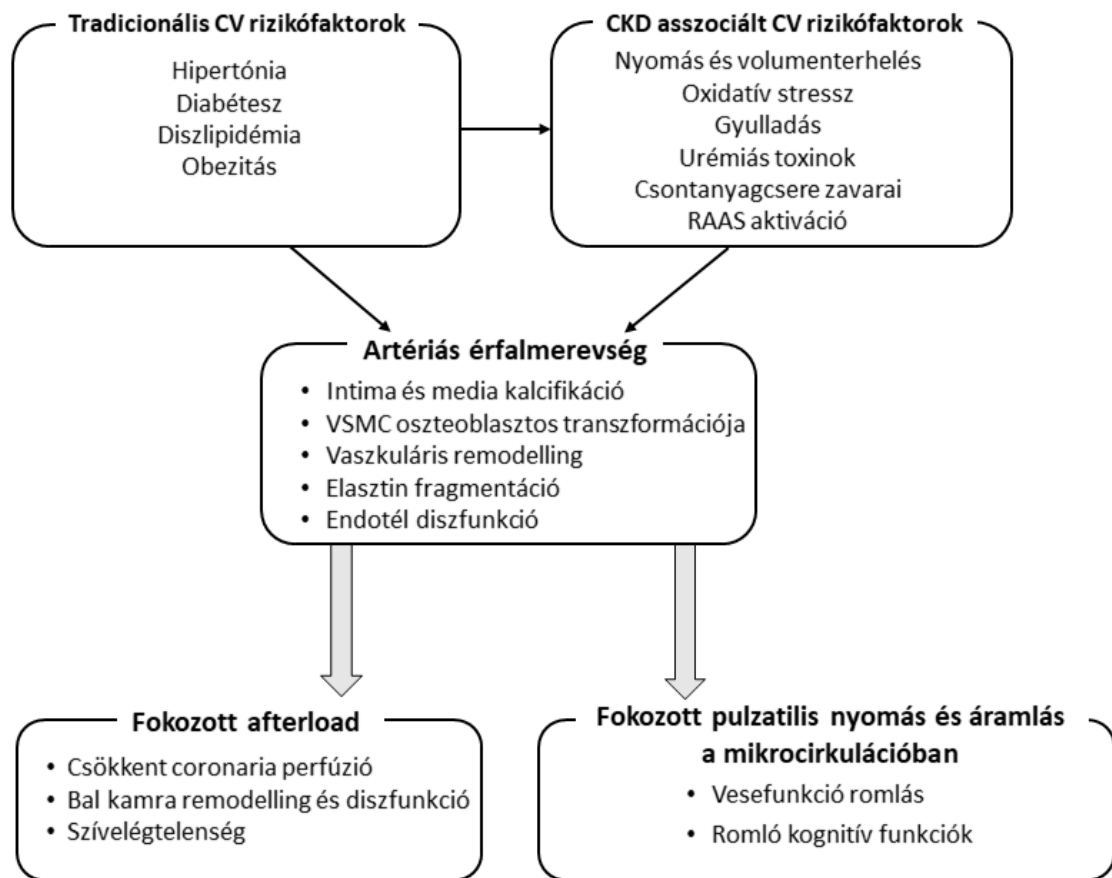 Tradicionális CV rizikófaktorok
Hipertónia
Diabétesz
Diszlipidémia
Obezitás
CKD asszociált CV rizikófaktorok
Nyomás és volumenterhelés
Oxidatív stressz
Gyulladás
Urémiás toxinok
Csontanyagcsere zavarai
RAAS aktiváció
Artériás érfalmerevség
• Intima és media kalcifikáció
• VSMC oszteoblasztos transzformációja
• Vaszkuláris remodelling
• Elasztin fragmentáció
• Endotél diszfunkció
Fokozott afterload
• Csökkent coronaria perfúzió
• Bal kamra remodelling és diszfunkció
• Szívelégtelenség
Fokozott pulzatilis nyomás és áramlás
a mikrocirkulációban
• Vesefunkció romlás
• Romló kognitív funkciók